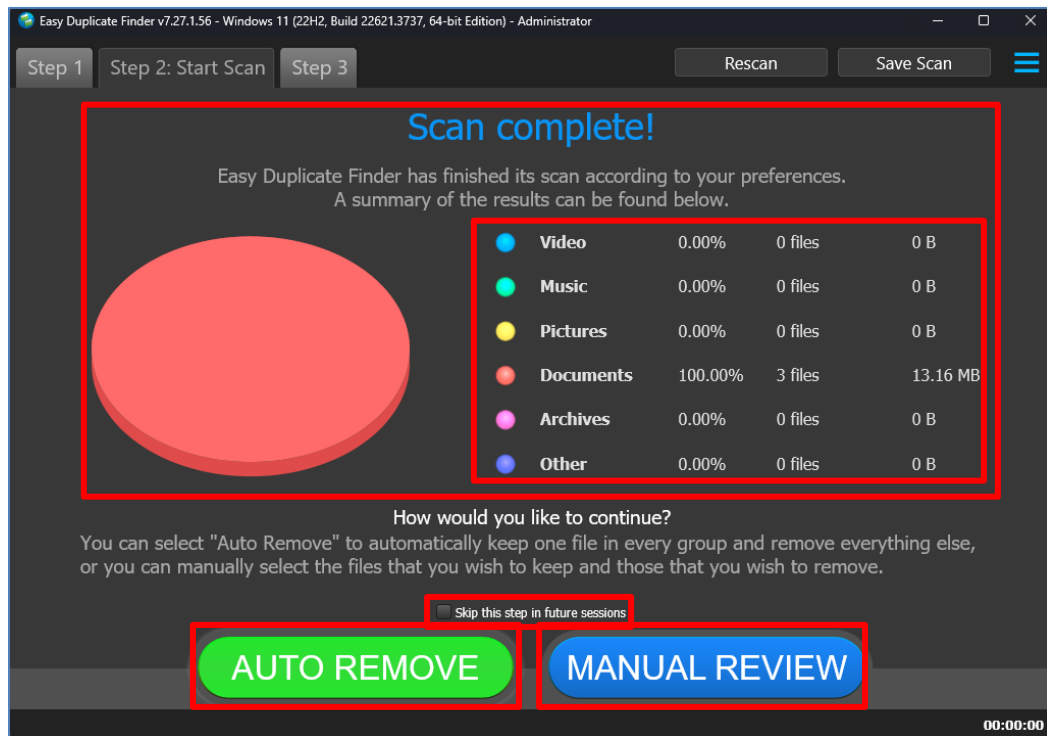 Easy Duplicate Finder v7.27.1.56 - Windows 11 (22H2, Build 22621.3737, 64-bit Edition) - Administrator
Step 1 Step 2: Start Scan Step 3 Rescan Save Scan
Scan complete!
Easy Duplicate Finder has finished its scan according to your preferences.
A summary of the results can be found below.
Video 0.00% 0 files 0 B
Music 0.00% 0 files 0 B
Pictures 0.00% 0 files 0 B
Documents 100.00% 3 files 13.16 MB
Archives 0.00% 0 files 0 B
Other 0.00% 0 files 0 B
How would you like to continue?
You can select "Auto Remove" to automatically keep one file in every group and remove everything else,
or you can manually select the files that you wish to keep and those that you wish to remove.
Skip this step in future sessions
AUTO REMOVE MANUAL REVIEW
00:00:00